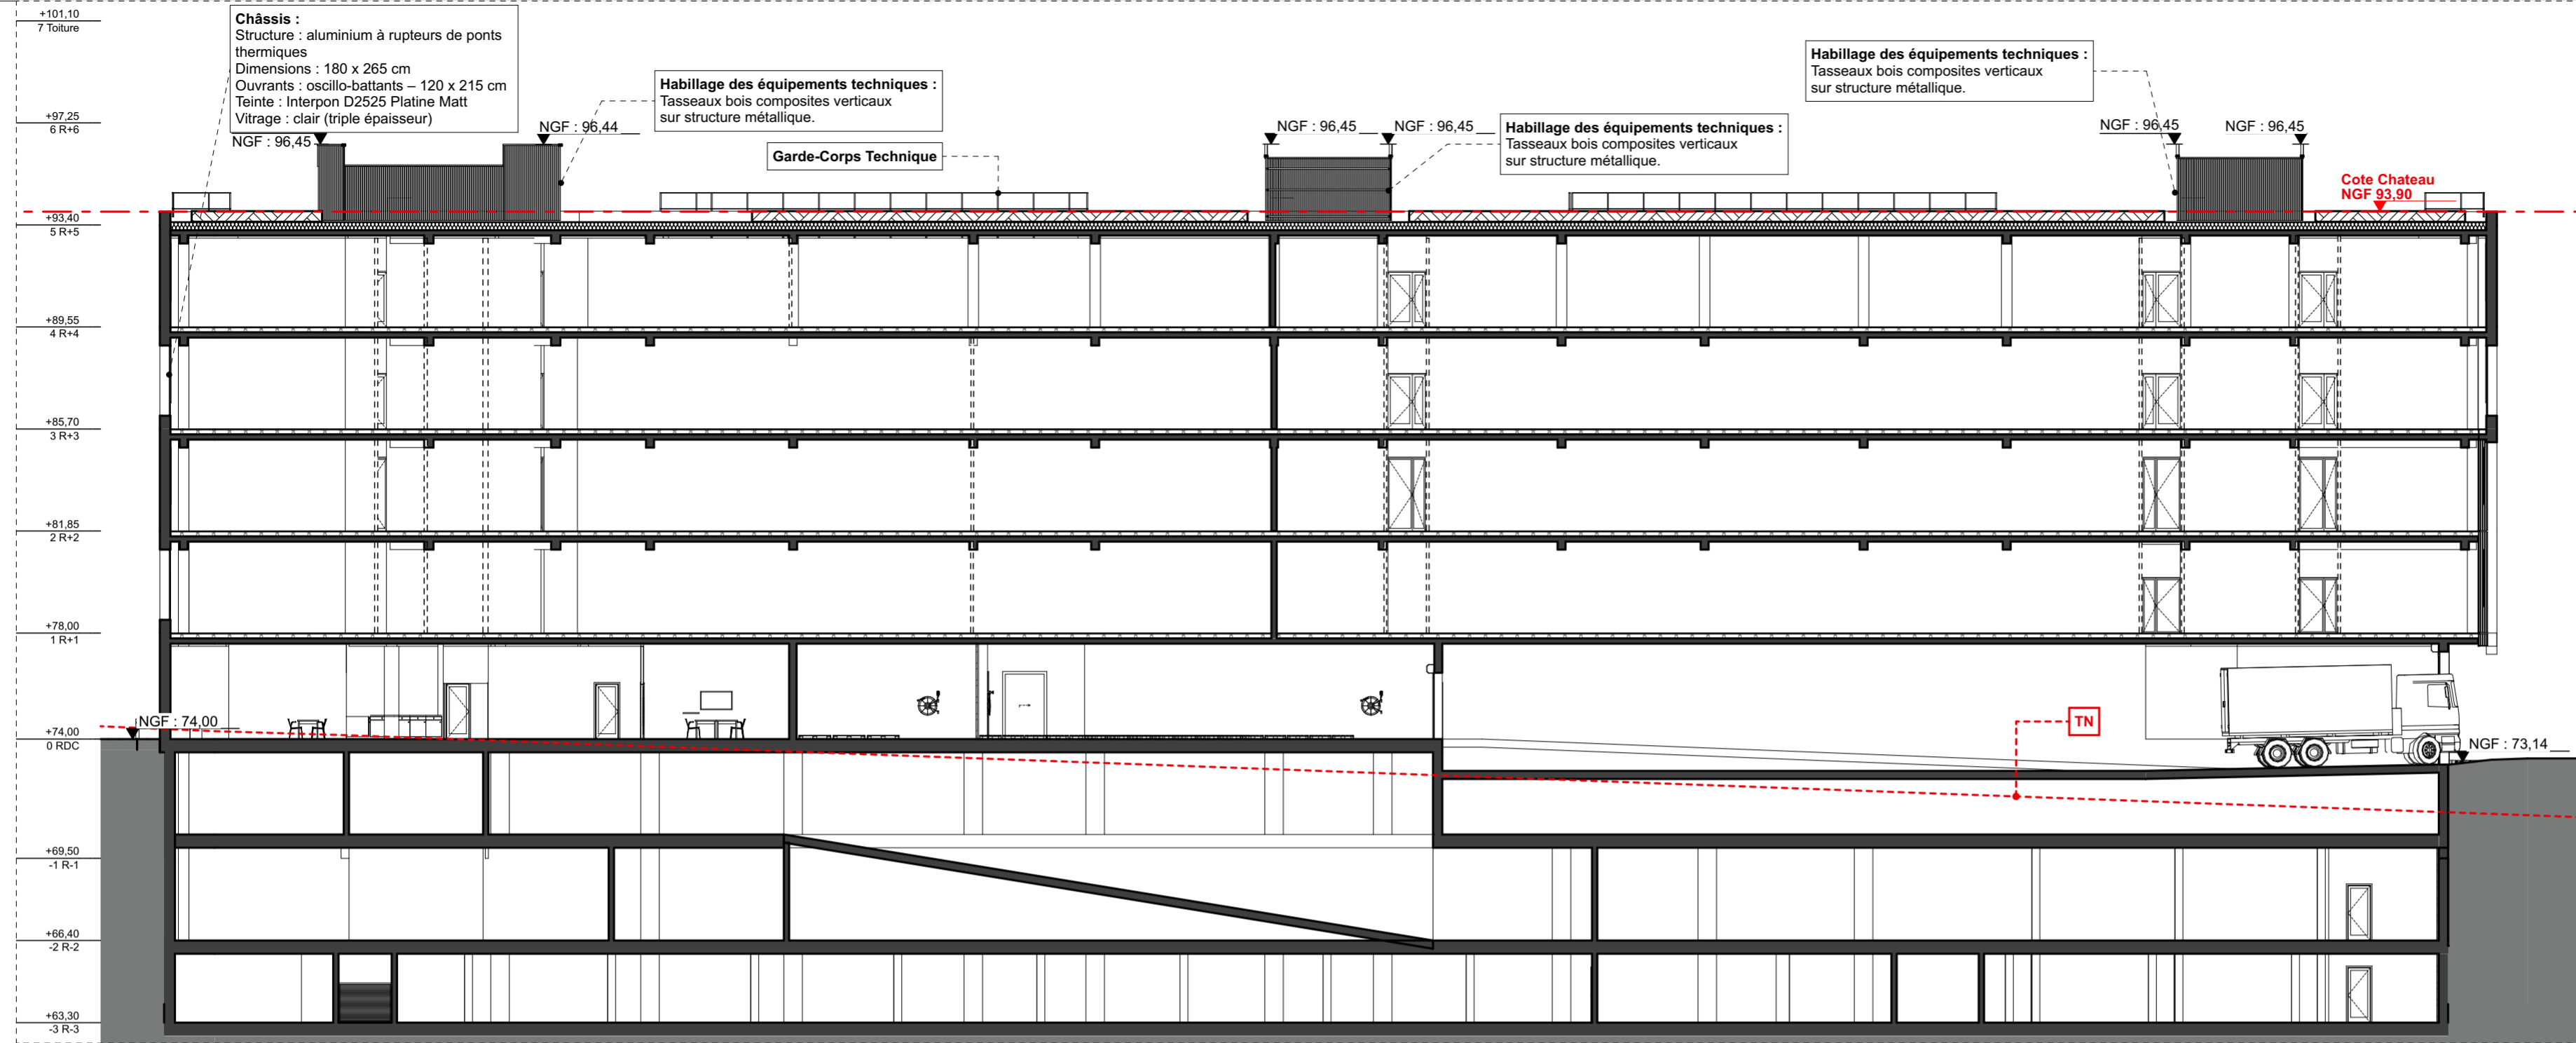 +101,10
7 Toiture
Châssis :
Structure : aluminium à rupteurs de ponts
thermiques
Dimensions : 180 x 265 cm
Ouvrants : oscillo-battants – 120 x 215 cm
Teinte : Interpon D2525 Platine Matt
Vitrage : clair (triple épaisseur)
Habillage des équipements techniques :
Tasseaux bois composites verticaux
sur structure métallique.
Habillage des équipements techniques :
Tasseaux bois composites verticaux
sur structure métallique.
Habillage des équipements techniques :
Tasseaux bois composites verticaux
sur structure métallique.
+97,25
6 R+6
NGF : 96,45
NGF : 96,44
NGF : 96,45
NGF : 96,45
NGF : 96,45
NGF : 96,45
Garde-Corps Technique
Cote Chateau
NGF 93,90
+93,40
5 R+5
+89,55
4 R+4
+85,70
3 R+3
+81,85
2 R+2
+78,00
1 R+1
NGF : 74,00
+74,00
0 RDC
TN
NGF : 73,14
+69,50
-1 R-1
+66,40
-2 R-2
+63,30
-3 R-3